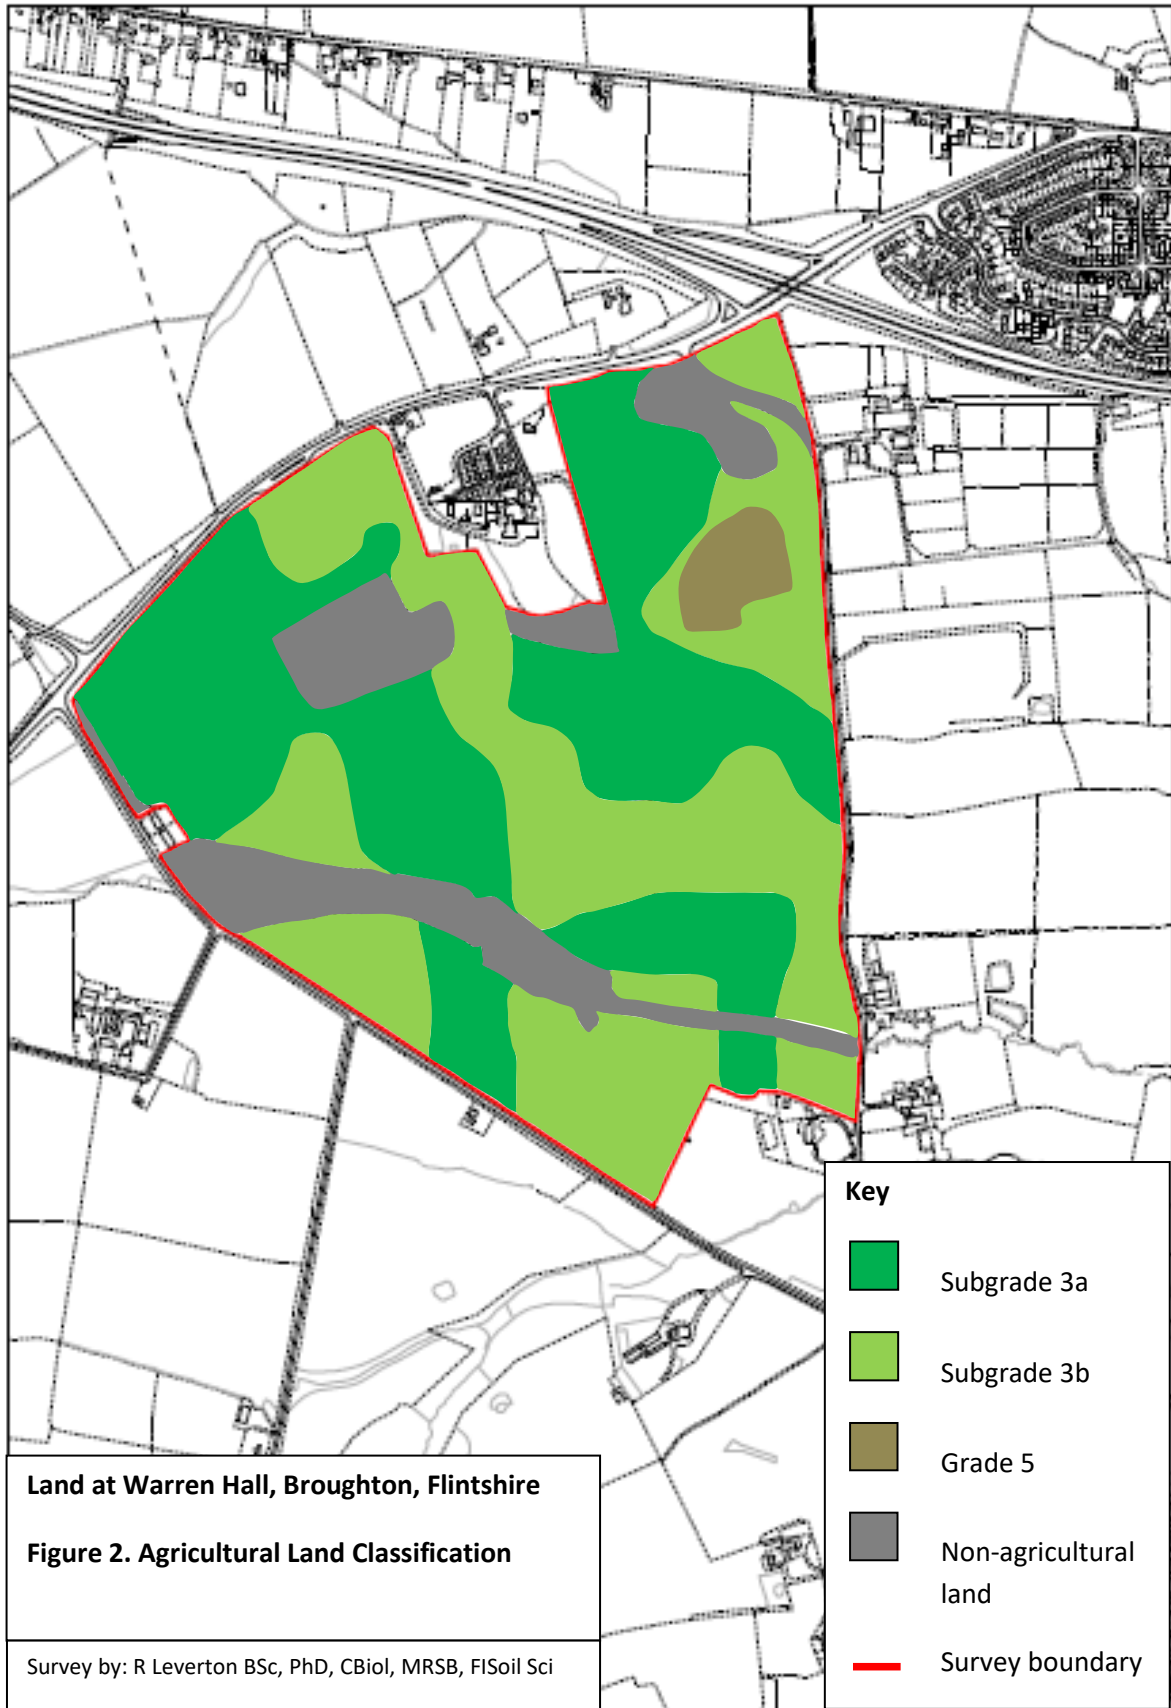 Key
Subgrade 3a
Subgrade 3b
Grade 5
Non-agricultural
land
Survey boundary
Land at Warren Hall, Broughton, Flintshire
Figure 2. Agricultural Land Classification
Survey by: R Leverton BSc, PhD, CBiol, MRSB, FISoil Sci